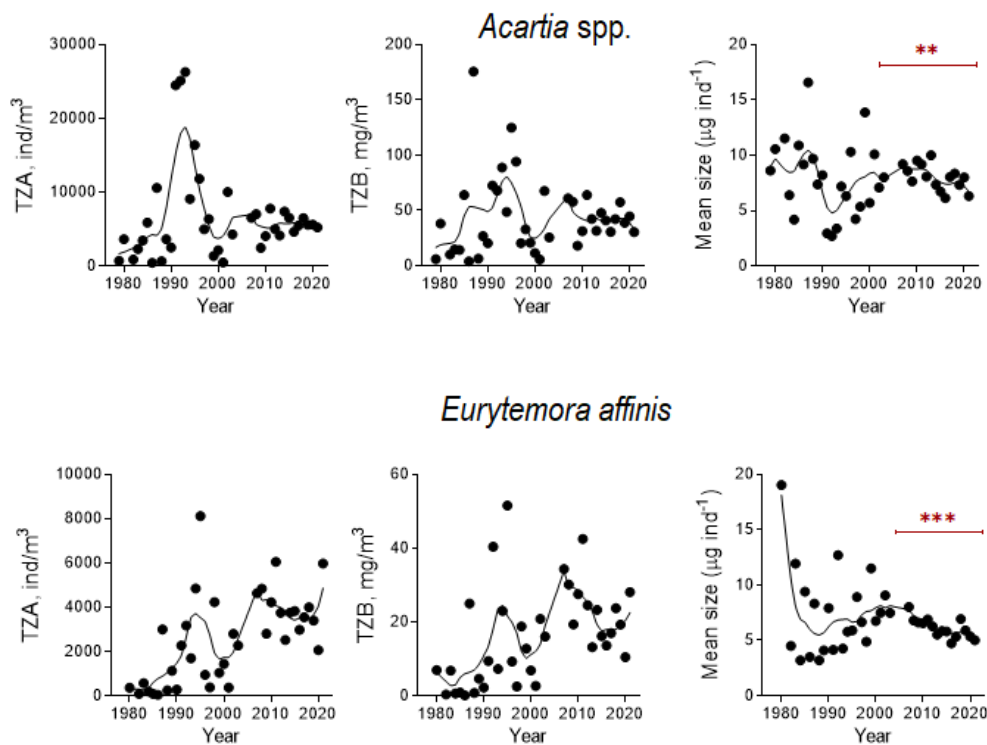 Acartia spp.
TZA, ind/m³
30000
20000
10000
0
1980 1990 2000 2010 2020
Year
TZB, mg/m³
200
150
100
50
0
1980 1990 2000 2010 2020
Year
Mean size (µg ind⁻¹)
20
15
10
5
0
**
1980 1990 2000 2010 2020
Year
Eurytemora affinis
TZA, ind/m³
10000
8000
6000
4000
2000
0
1980 1990 2000 2010 2020
Year
TZB, mg/m³
60
40
20
0
1980 1990 2000 2010 2020
Year
Mean size (µg ind⁻¹)
20
15
10
5
0
***
1980 1990 2000 2010 2020
Year